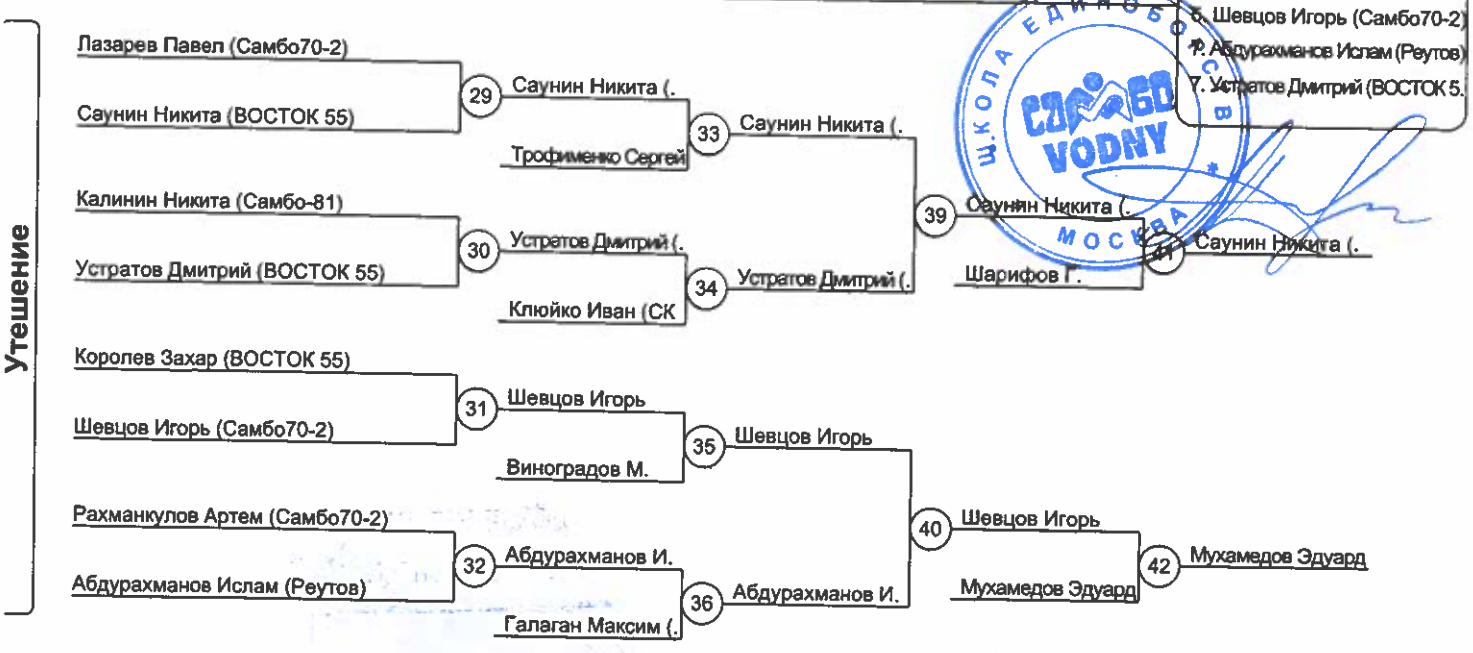 5. Шевцов Игорь (Самбо70-2)
7. Абдурахманов Ислам (Реутов)
7. Устратов Дмитрий (ВОСТОК 5.
Утешение
Лазарев Павел (Самбо70-2)
Саунин Никита (ВОСТОК 55)
29
Саунин Никита (.
Трофименко Сергей
33
Саунин Никита (.
Калинин Никита (Самбо-81)
Устратов Дмитрий (ВОСТОК 55)
30
Устратов Дмитрий (.
Клюйко Иван (СК
34
Устратов Дмитрий (.
39
Саунин Никита (.
Шарифов Г.
41
Саунин Никита (.
Королев Захар (ВОСТОК 55)
Шевцов Игорь (Самбо70-2)
31
Шевцов Игорь
Виноградов М.
35
Шевцов Игорь
Рахманкулов Артем (Самбо70-2)
Абдурахманов Ислам (Реутов)
32
Абдурахманов И.
Галаган Максим (.
36
Абдурахманов И.
40
Шевцов Игорь
Мухамедов Эдуард
42
Мухамедов Эдуард
ШКОЛА ЕДИНОБОРСТВ
VODNY
МОСКВА